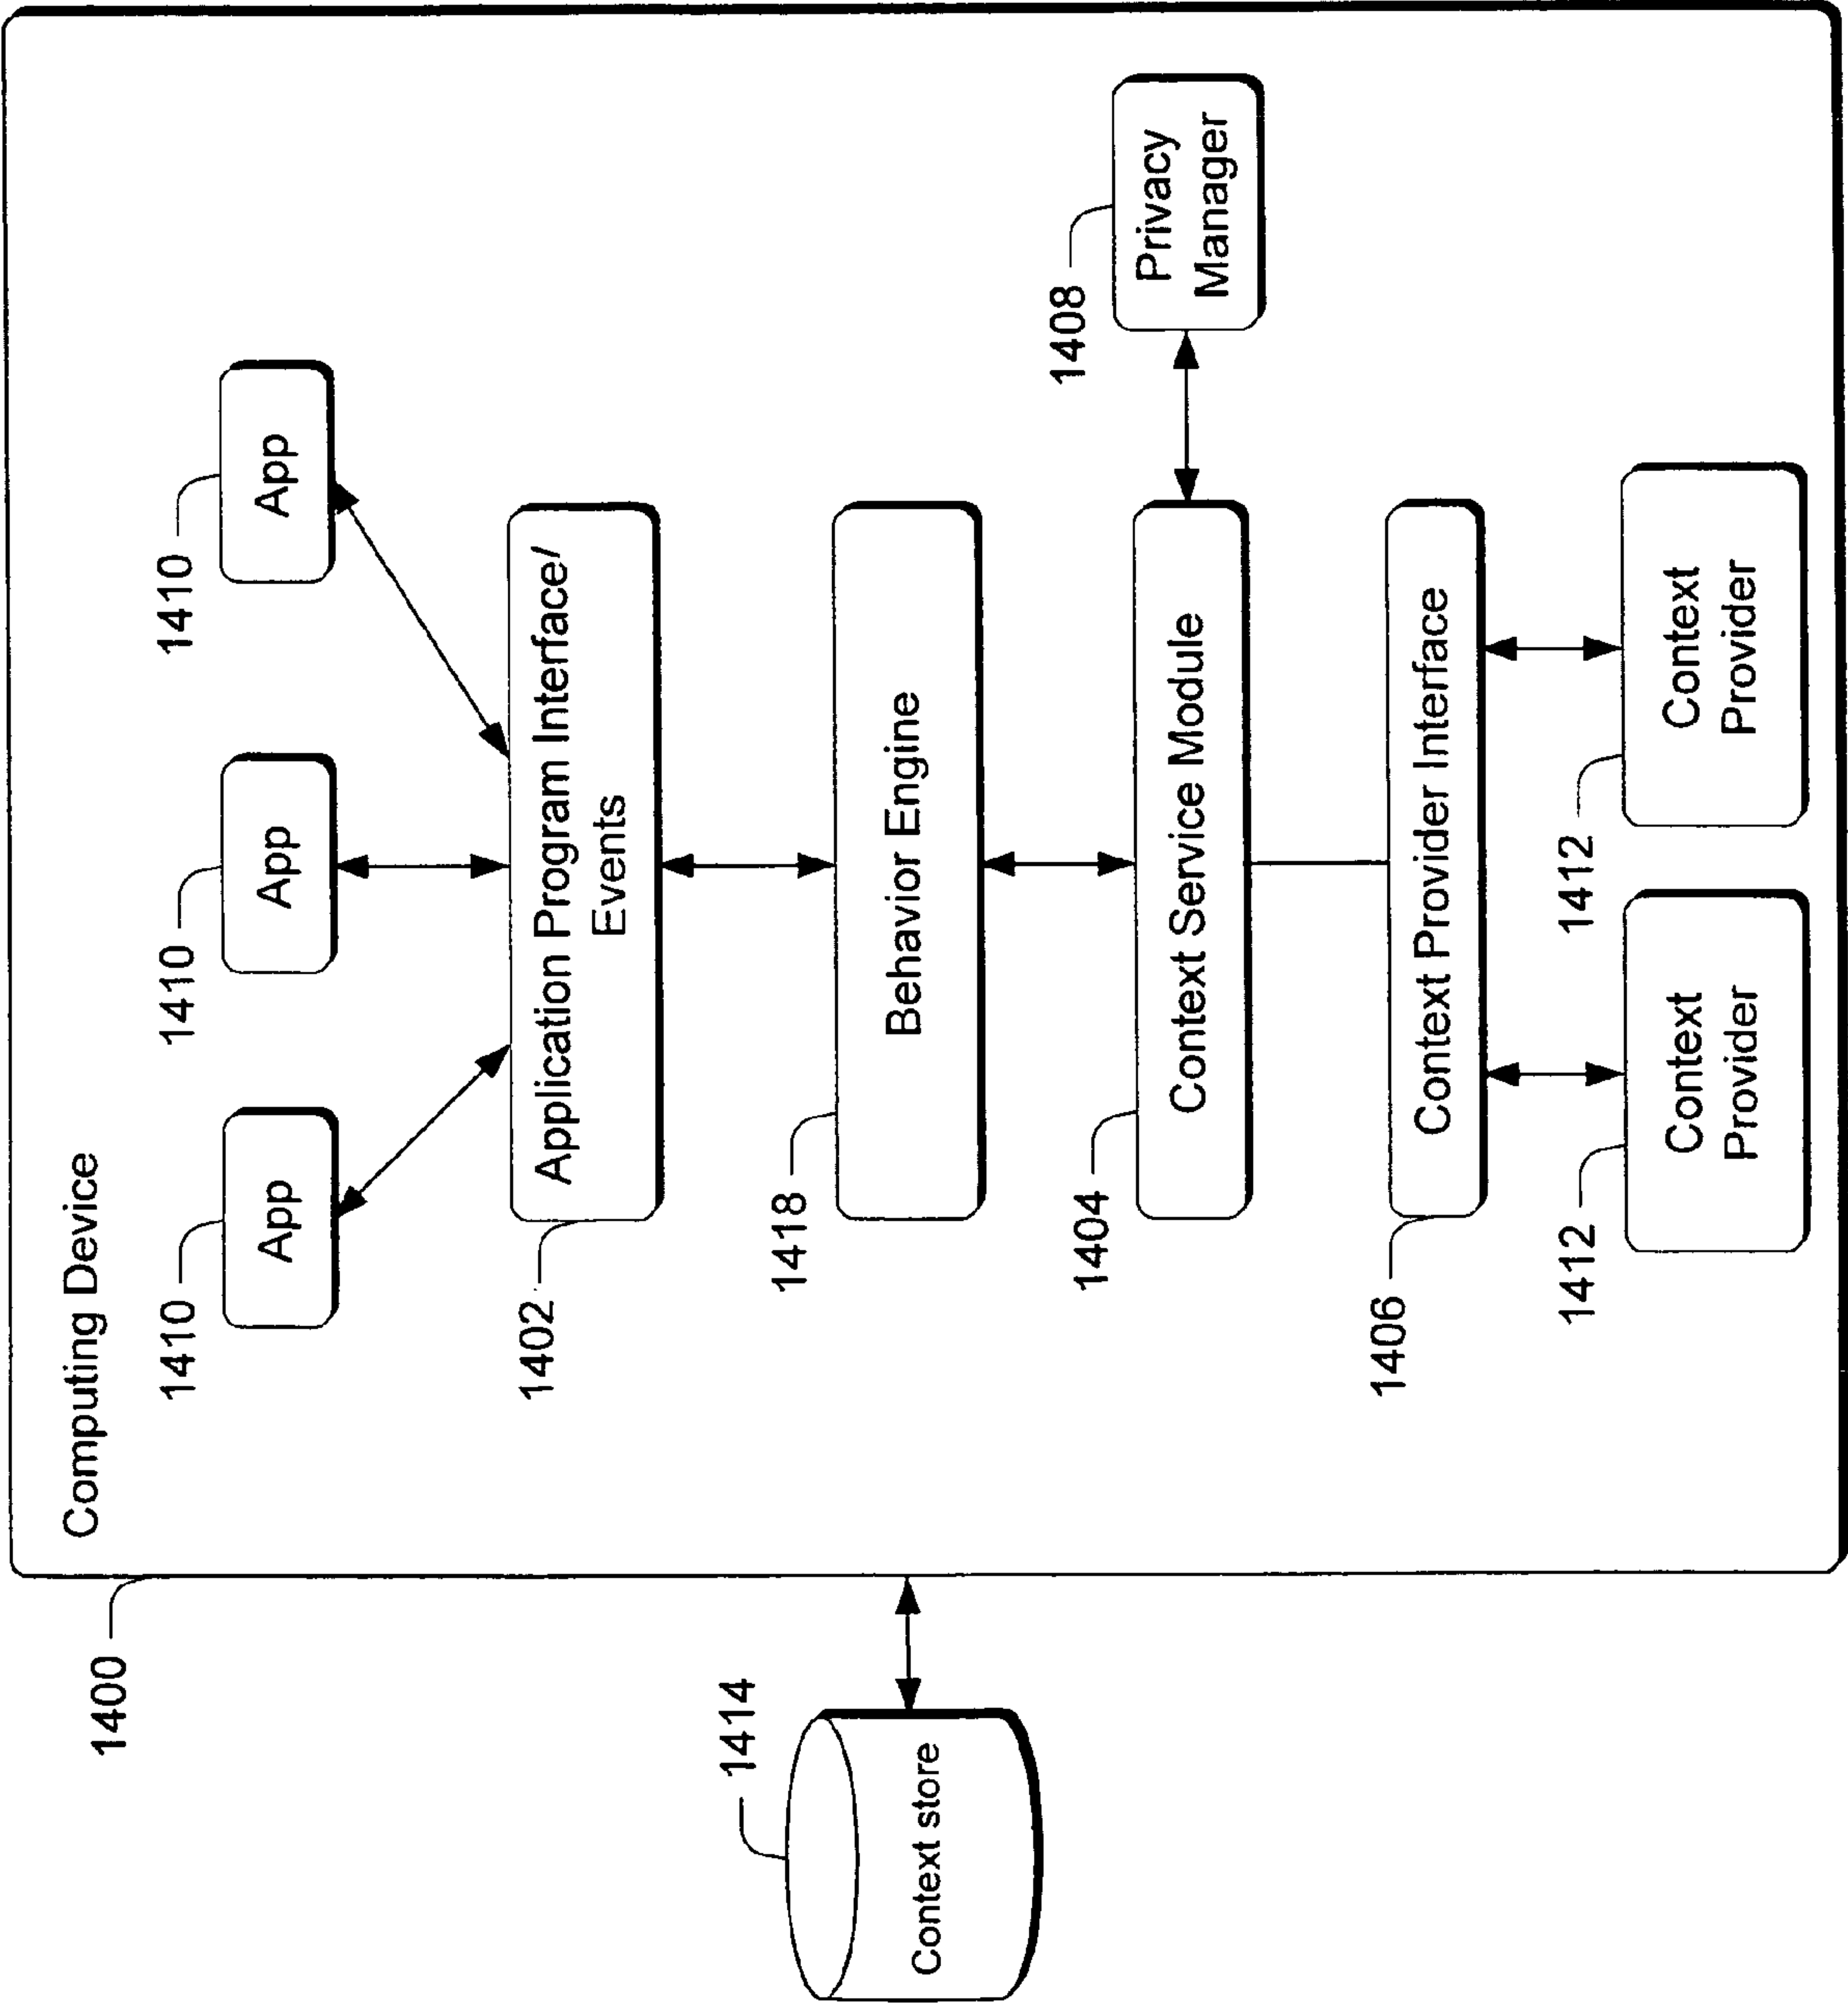 Computing Device
1400
1410
App
1410
App
1410
App
1402
Application Program Interface/
Events
1414
Context store
1418
Behavior Engine
1404
Context Service Module
1408
Privacy
Manager
1406
Context Provider Interface
1412
Context
Provider
1412
Context
Provider